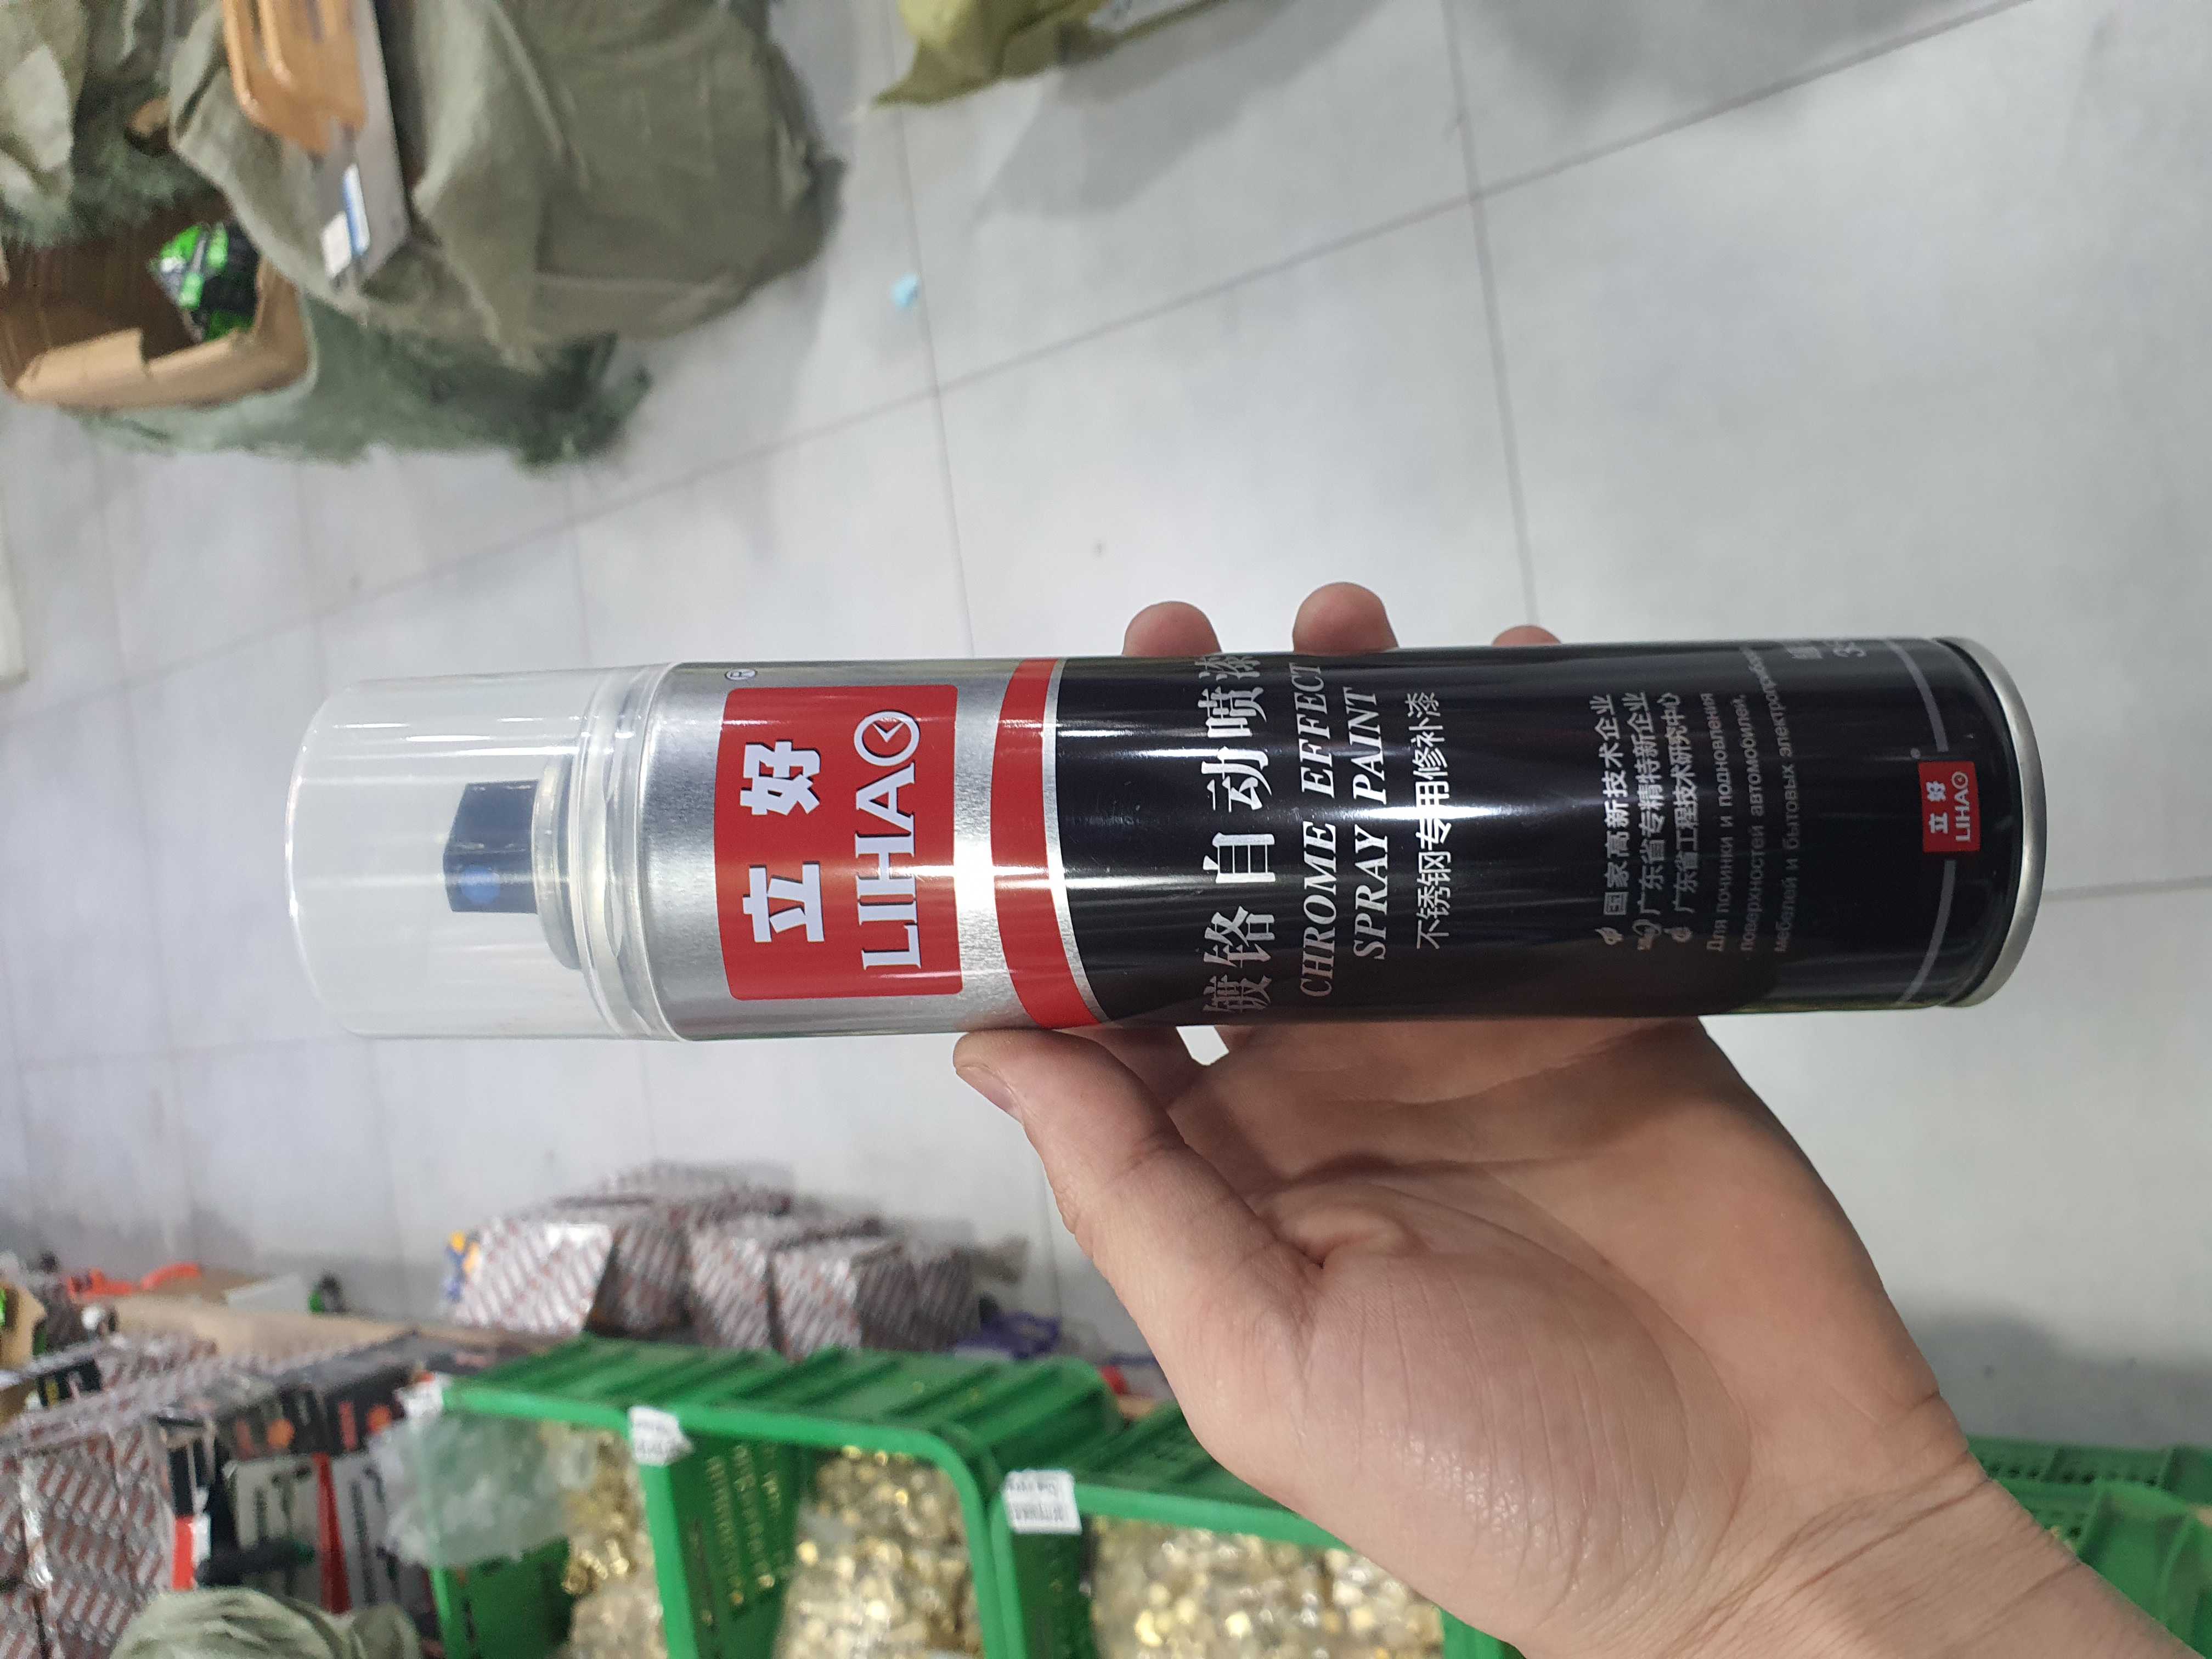 立 好
LIHAO
®
镀铬自动喷漆
CHROME EFFECT
SPRAY PAINT
不锈钢专用修补漆
国家高新技术企业
广东省专精特新企业
广东省工程技术研究中心
Для починки и подновления
поверхностей автомобилей,
мебелей и бытовых электроприборов
立 好
LIHAO